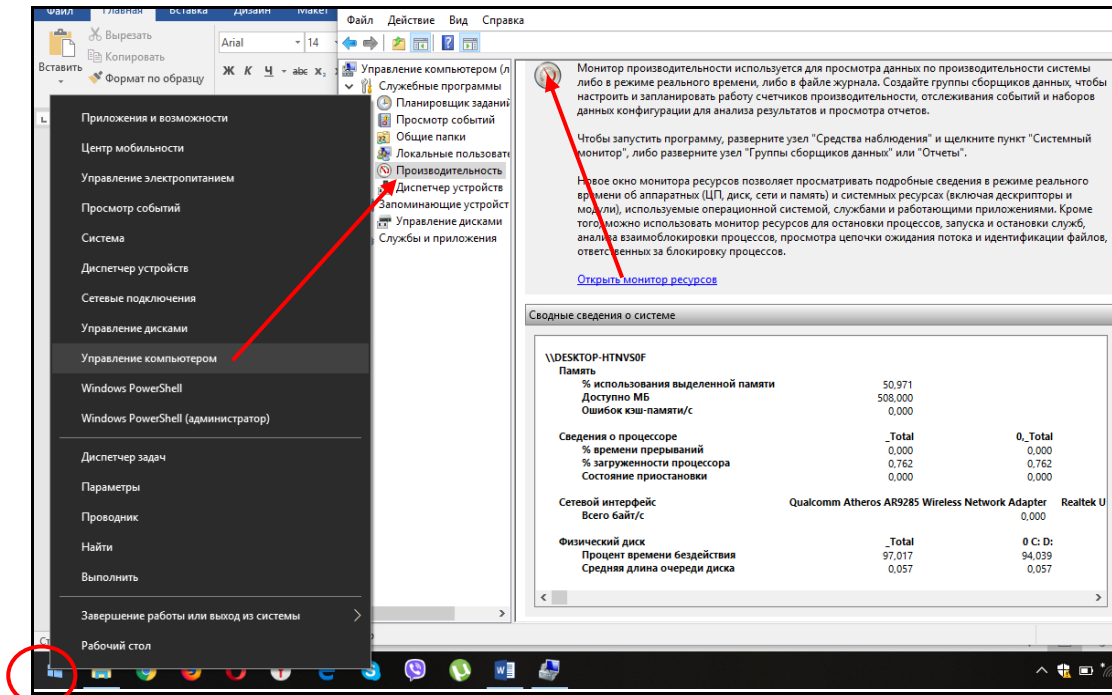 Файл Главная Вставка Дизайн Макет
Вырезать
Копировать
Вставить
Формат по образцу
Arial 14
Ж К Ч abc X₂
Приложения и возможности
Центр мобильности
Управление электропитанием
Просмотр событий
Система
Диспетчер устройств
Сетевые подключения
Управление дисками
Управление компьютером
Windows PowerShell
Windows PowerShell (администратор)
Диспетчер задач
Параметры
Проводник
Найти
Выполнить
Завершение работы или выход из системы
Рабочий стол
Файл Действие Вид Справка
Управление компьютером (л
Служебные программы
Планировщик заданий
Просмотр событий
Общие папки
Локальные пользовате
Производительность
Диспетчер устройств
Запоминающие устройст
Управление дисками
Службы и приложения
Монитор производительности используется для просмотра данных по производительности системы
либо в режиме реального времени, либо в файле журнала. Создайте группы сборщиков данных, чтобы
настроить и запланировать работу счетчиков производительности, отслеживания событий и наборов
данных конфигурации для анализа результатов и просмотра отчетов.
Чтобы запустить программу, разверните узел "Средства наблюдения" и щелкните пункт "Системный
монитор", либо разверните узел "Группы сборщиков данных" или "Отчеты".
Новое окно монитора ресурсов позволяет просматривать подробные сведения в режиме реального
времени об аппаратных (ЦП, диск, сети и память) и системных ресурсах (включая дескрипторы и
модули), используемые операционной системой, службами и работающими приложениями. Кроме
того, можно использовать монитор ресурсов для остановки процессов, запуска и остановки служб,
анализа взаимоблокировки процессов, просмотра цепочки ожидания потока и идентификации файлов,
ответственных за блокировку процессов.
Открыть монитор ресурсов
Сводные сведения о системе
\\DESKTOP-HTNVS0F
Память
% использования выделенной памяти 50,971
Доступно МБ 508,000
Ошибок кэш-памяти/с 0,000
Сведения о процессоре _Total 0,_Total
% времени прерываний 0,000 0,000
% загруженности процессора 0,762 0,762
Состояние приостановки 0,000 0,000
Сетевой интерфейс Qualcomm Atheros AR9285 Wireless Network Adapter Realtek U
Всего байт/с 0,000
Физический диск _Total 0 C: D:
Процент времени бездействия 97,017 94,039
Средняя длина очереди диска 0,057 0,057